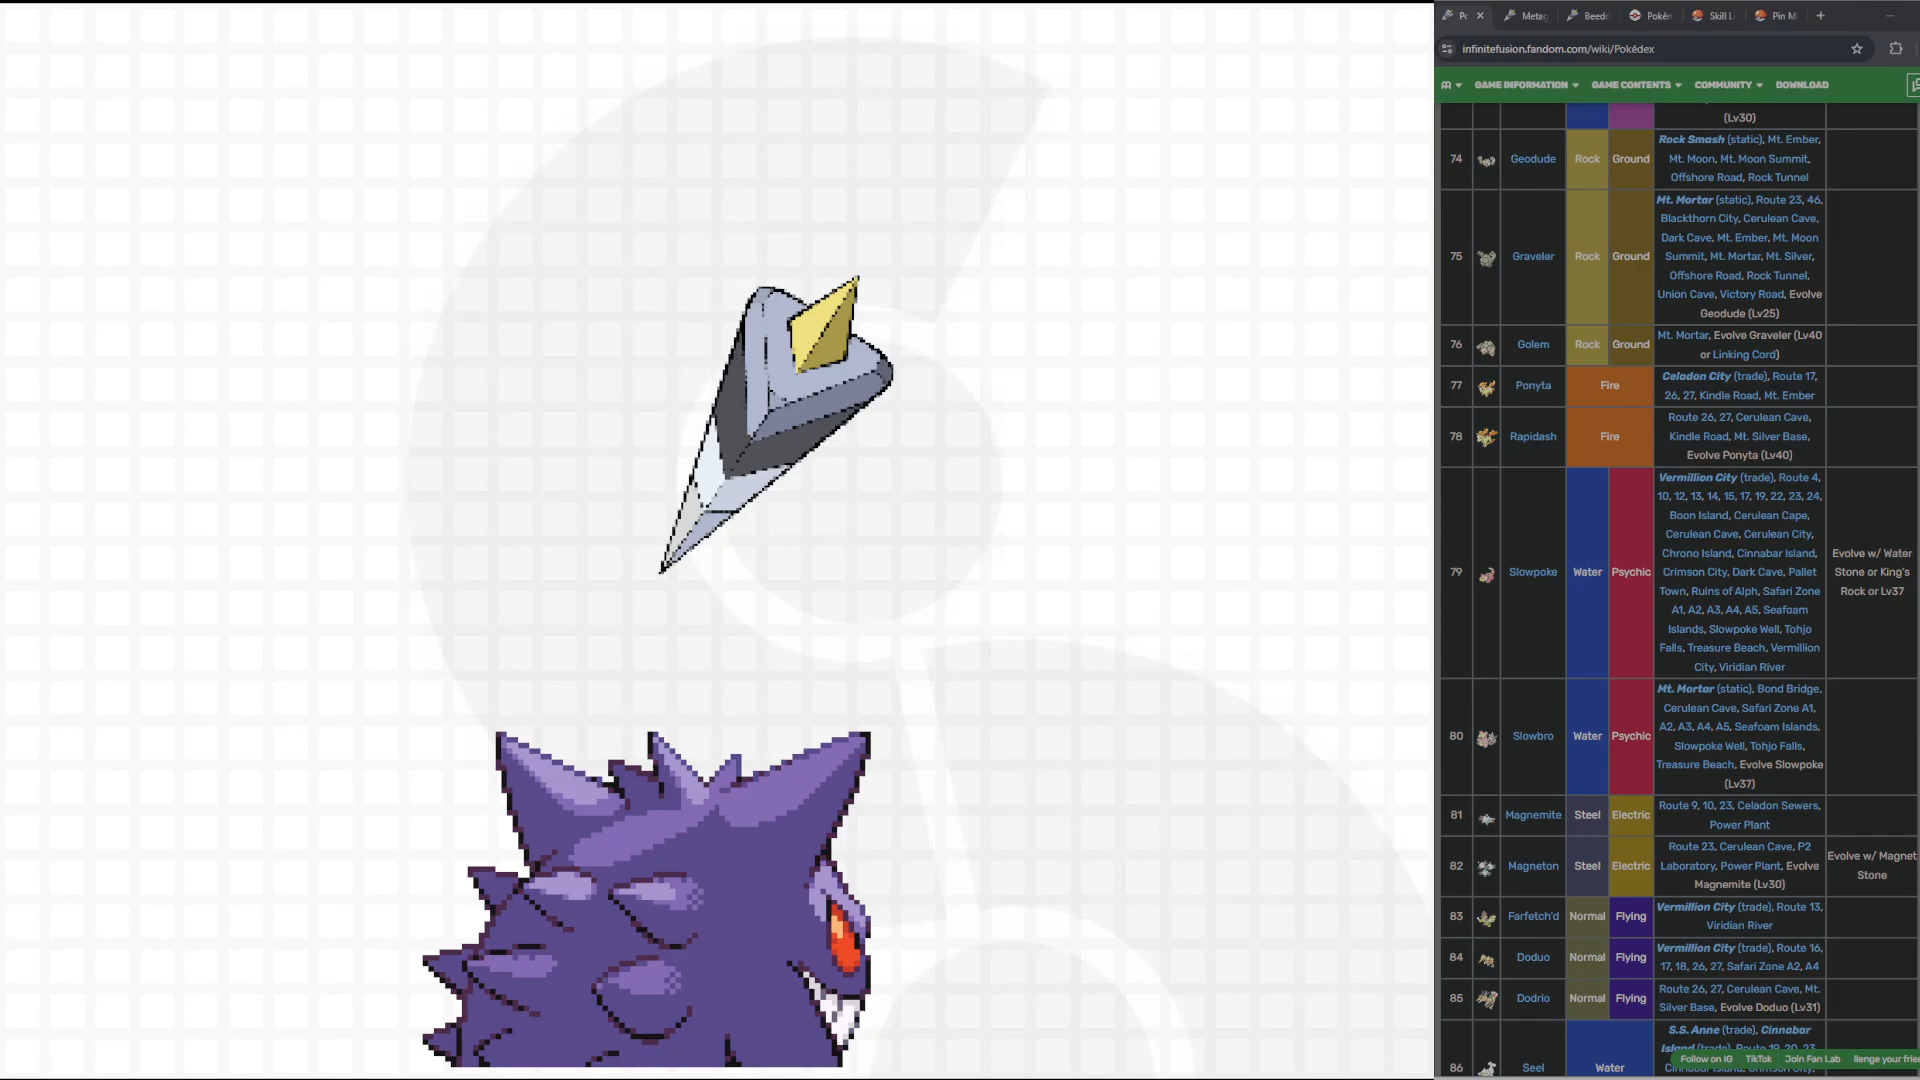 Pc
Metag
Beedr
Pokém
Skill Li
Pin Mi
infinitefusion.fandom.com/wiki/Pokédex
GAME INFORMATION
GAME CONTENTS
COMMUNITY
DOWNLOAD
(Lv30)
74 Geodude Rock Ground
Rock Smash (static), Mt. Ember,
Mt. Moon, Mt. Moon Summit,
Offshore Road, Rock Tunnel
75 Graveler Rock Ground
Mt. Mortar (static), Route 23, 46,
Blackthorn City, Cerulean Cave,
Dark Cave, Mt. Ember, Mt. Moon
Summit, Mt. Mortar, Mt. Silver,
Offshore Road, Rock Tunnel,
Union Cave, Victory Road, Evolve
Geodude (Lv25)
76 Golem Rock Ground
Mt. Mortar, Evolve Graveler (Lv40
or Linking Cord)
77 Ponyta Fire
Celadon City (trade), Route 17,
26, 27, Kindle Road, Mt. Ember
78 Rapidash Fire
Route 26, 27, Cerulean Cave,
Kindle Road, Mt. Silver Base,
Evolve Ponyta (Lv40)
79 Slowpoke Water Psychic
Vermillion City (trade), Route 4,
10, 12, 13, 14, 15, 17, 19, 22, 23, 24,
Boon Island, Cerulean Cape,
Cerulean Cave, Cerulean City,
Chrono Island, Cinnabar Island,
Crimson City, Dark Cave, Pallet
Town, Ruins of Alph, Safari Zone
A1, A2, A3, A4, A5, Seafoam
Islands, Slowpoke Well, Tohjo
Falls, Treasure Beach, Vermillion
City, Viridian River
Evolve w/ Water
Stone or King's
Rock or Lv37
80 Slowbro Water Psychic
Mt. Mortar (static), Bond Bridge,
Cerulean Cave, Safari Zone A1,
A2, A3, A4, A5, Seafoam Islands,
Slowpoke Well, Tohjo Falls,
Treasure Beach, Evolve Slowpoke
(Lv37)
81 Magnemite Steel Electric
Route 9, 10, 23, Celadon Sewers,
Power Plant
82 Magneton Steel Electric
Route 23, Cerulean Cave, P2
Laboratory, Power Plant, Evolve
Magnemite (Lv30)
Evolve w/ Magnet
Stone
83 Farfetch'd Normal Flying
Vermillion City (trade), Route 13,
Viridian River
84 Doduo Normal Flying
Vermillion City (trade), Route 16,
17, 18, 26, 27, Safari Zone A2, A4
85 Dodrio Normal Flying
Route 26, 27, Cerulean Cave, Mt.
Silver Base, Evolve Doduo (Lv31)
86 Seel Water
S.S. Anne (trade), Cinnabar
Follow on IG TikTok Join Fan Lab llenge your frie